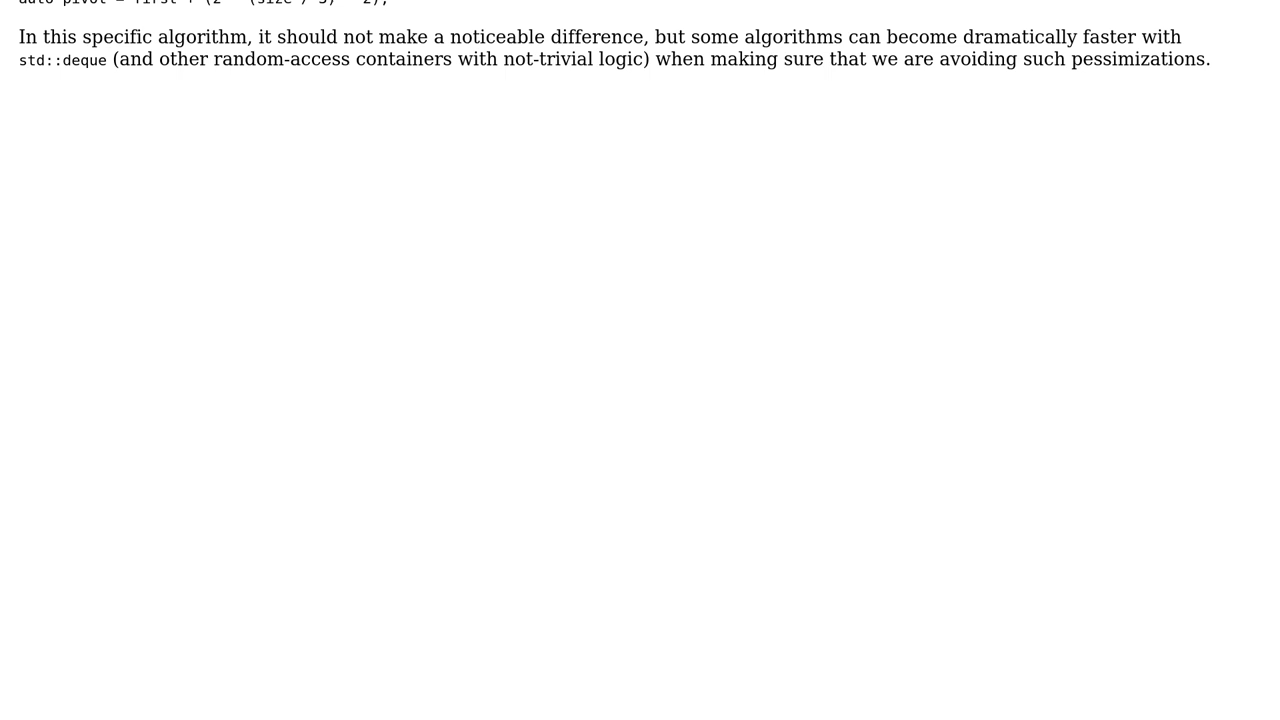 In this specific algorithm, it should not make a noticeable difference, but some algorithms can become dramatically faster with
std::deque (and other random-access containers with not-trivial logic) when making sure that we are avoiding such pessimizations.